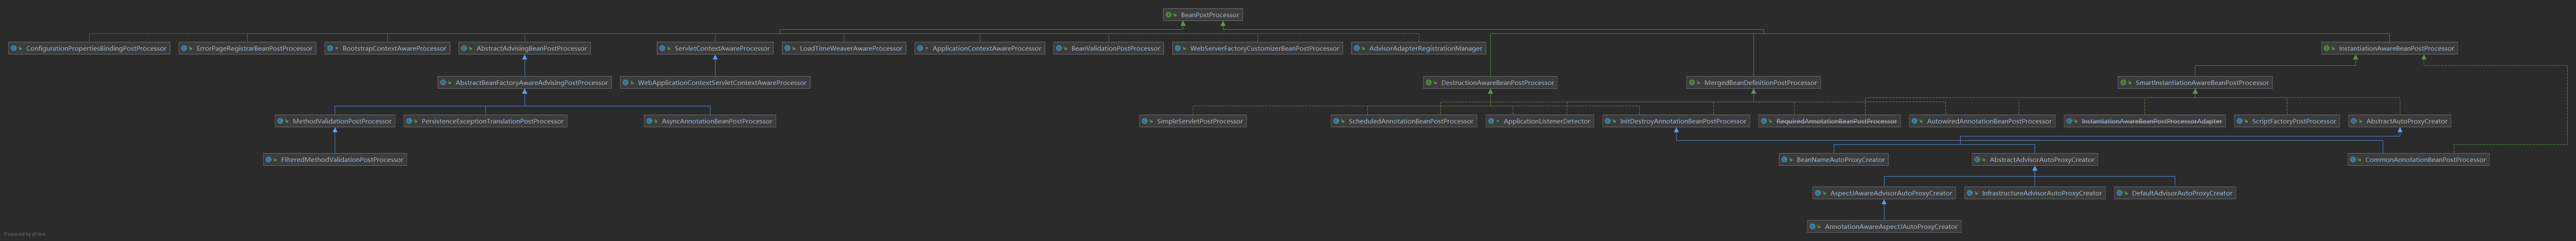 BeanPostProcessor
ConfigurationPropertiesBindingPostProcessor
ErrorPageRegistrarBeanPostProcessor
BootstrapContextAwareProcessor
AbstractAdvisingBeanPostProcessor
ServletContextAwareProcessor
LoadTimeWeaverAwareProcessor
ApplicationContextAwareProcessor
BeanValidationPostProcessor
WebServerFactoryCustomizerBeanPostProcessor
AdvisorAdapterRegistrationManager
InstantiationAwareBeanPostProcessor
AbstractBeanFactoryAwareAdvisingPostProcessor
WebApplicationContextServletContextAwareProcessor
DestructionAwareBeanPostProcessor
MergedBeanDefinitionPostProcessor
SmartInstantiationAwareBeanPostProcessor
MethodValidationPostProcessor
PersistenceExceptionTranslationPostProcessor
AsyncAnnotationBeanPostProcessor
SimpleServletPostProcessor
ScheduledAnnotationBeanPostProcessor
ApplicationListenerDetector
InitDestroyAnnotationBeanPostProcessor
RequiredAnnotationBeanPostProcessor
AutowiredAnnotationBeanPostProcessor
InstantiationAwareBeanPostProcessorAdapter
ScriptFactoryPostProcessor
AbstractAutoProxyCreator
FilteredMethodValidationPostProcessor
BeanNameAutoProxyCreator
AbstractAdvisorAutoProxyCreator
CommonAnnotationBeanPostProcessor
AspectJAwareAdvisorAutoProxyCreator
InfrastructureAdvisorAutoProxyCreator
DefaultAdvisorAutoProxyCreator
AnnotationAwareAspectJAutoProxyCreator
Powered by yFiles